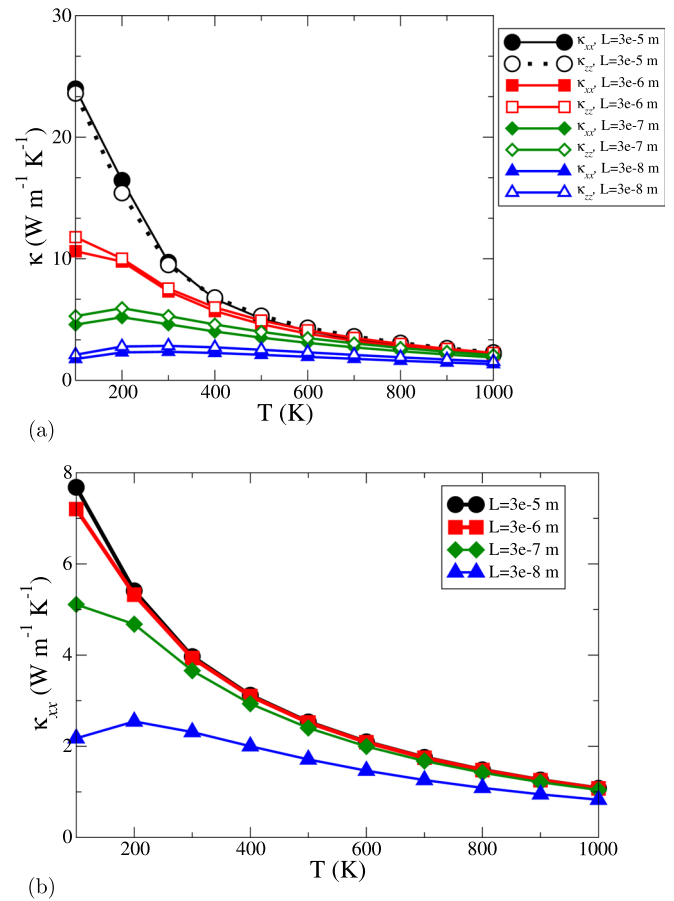 30
20
10
0
κ (W m⁻¹ K⁻¹)
200 400 600 800 1000
T (K)
κxx, L=3e-5 m
κzz, L=3e-5 m
κxx, L=3e-6 m
κzz, L=3e-6 m
κxx, L=3e-7 m
κzz, L=3e-7 m
κxx, L=3e-8 m
κzz, L=3e-8 m
(a)
8
6
4
2
0
κxx (W m⁻¹ K⁻¹)
200 400 600 800 1000
T (K)
L=3e-5 m
L=3e-6 m
L=3e-7 m
L=3e-8 m
(b)